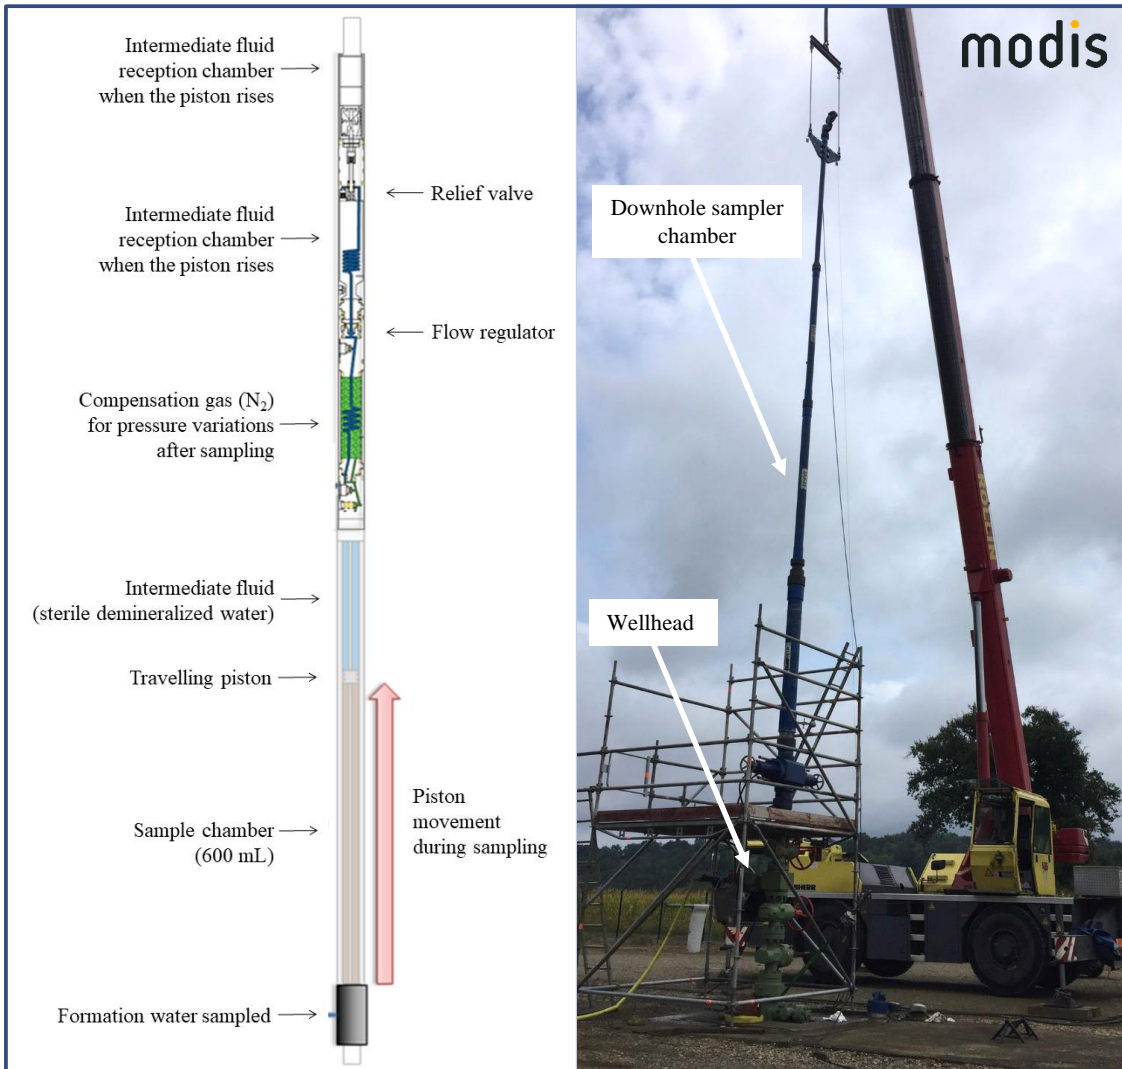 Intermediate fluid
reception chamber
when the piston rises
Relief valve
Intermediate fluid
reception chamber
when the piston rises
Flow regulator
Compensation gas (N₂)
for pressure variations
after sampling
Intermediate fluid
(sterile demineralized water)
Travelling piston
Piston
movement
during sampling
Sample chamber
(600 mL)
Formation water sampled
modis
Downhole sampler
chamber
Wellhead
ROLLIN